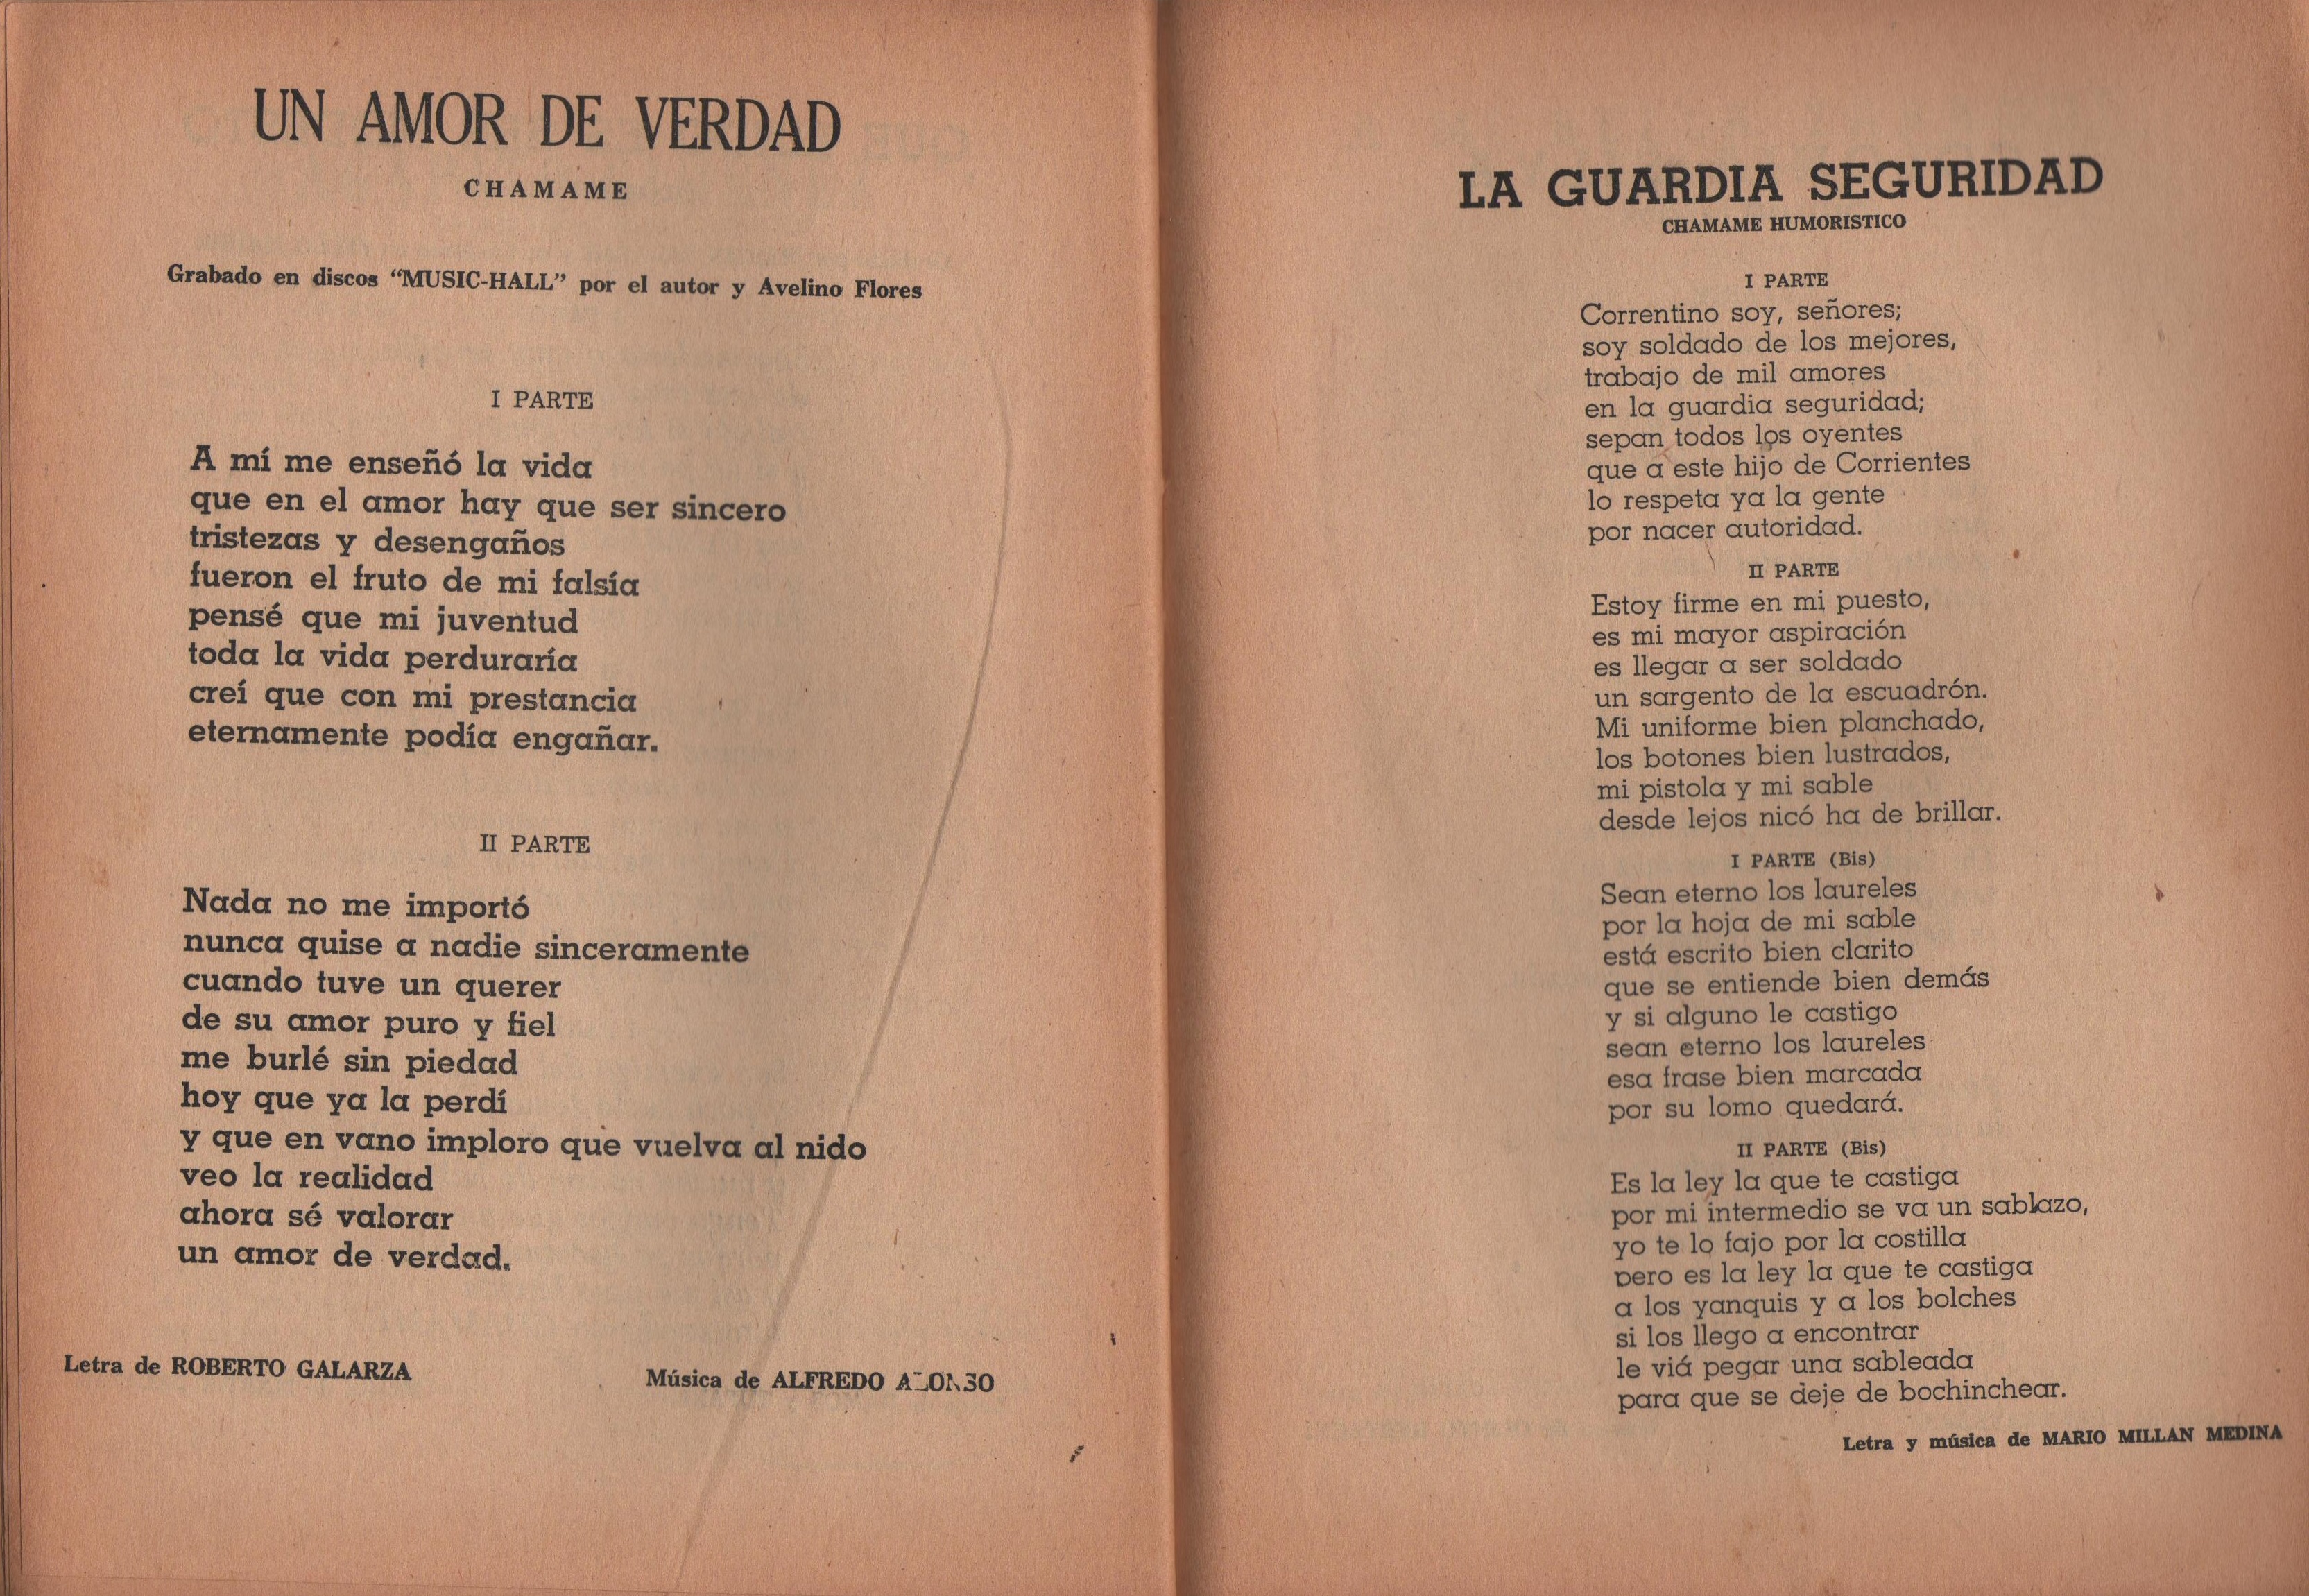 UN AMOR DE VERDAD
CHAMAME
Grabado en discos “MUSIC-HALL” por el autor y Avelino Flores
I PARTE
A mí me enseñó la vida
que en el amor hay que ser sincero
tristezas y desengaños
fueron el fruto de mi falsía
pensé que mi juventud
toda la vida perduraría
creí que con mi prestancia
eternamente podía engañar.
II PARTE
Nada no me importó
nunca quise a nadie sinceramente
cuando tuve un querer
de su amor puro y fiel
me burlé sin piedad
hoy que ya la perdí
y que en vano imploro que vuelva al nido
veo la realidad
ahora sé valorar
un amor de verdad.
Letra de ROBERTO GALARZA
Música de ALFREDO ALONSO
LA GUARDIA SEGURIDAD
CHAMAME HUMORISTICO
I PARTE
Correntino soy, señores;
soy soldado de los mejores,
trabajo de mil amores
en la guardia seguridad;
sepan todos los oyentes
que a este hijo de Corrientes
lo respeta ya la gente
por nacer autoridad.
II PARTE
Estoy firme en mi puesto,
es mi mayor aspiración
es llegar a ser soldado
un sargento de la escuadrón.
Mi uniforme bien planchado,
los botones bien lustrados,
mi pistola y mi sable
desde lejos nicó ha de brillar.
I PARTE (Bis)
Sean eterno los laureles
por la hoja de mi sable
está escrito bien clarito
que se entiende bien demás
y si alguno le castigo
sean eterno los laureles
esa frase bien marcada
por su lomo quedará.
II PARTE (Bis)
Es la ley la que te castiga
por mi intermedio se va un sablazo,
yo te lo fajo por la costilla
pero es la ley la que te castiga
a los yanquis y a los bolches
si los llego a encontrar
le viá pegar una sableada
para que se deje de bochinchear.
Letra y música de MARIO MILLAN MEDINA